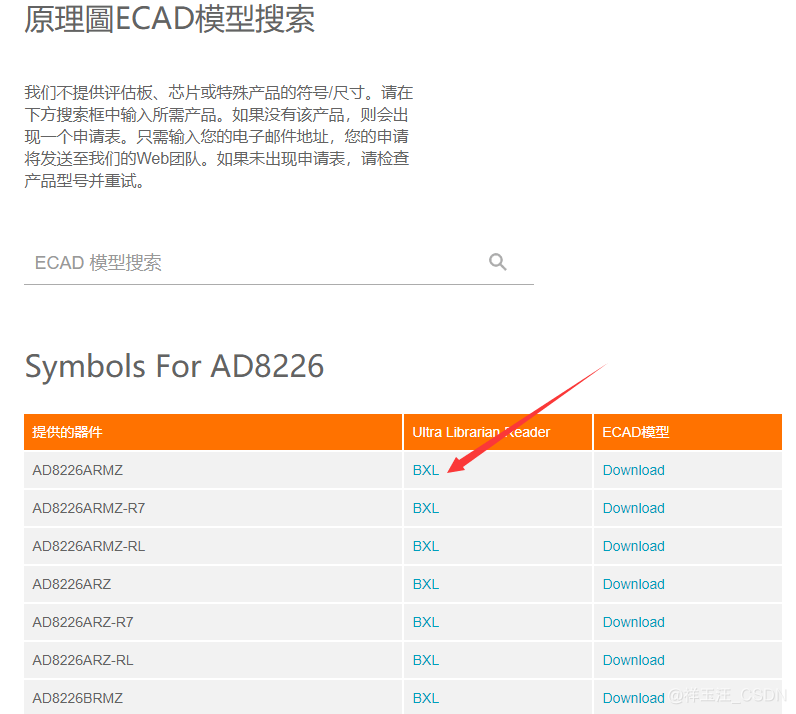 原理圖ECAD模型搜索
我们不提供评估板、芯片或特殊产品的符号/尺寸。请在
下方搜索框中输入所需产品。如果没有该产品，则会出
现一个申请表。只需输入您的电子邮件地址，您的申请
将发送至我们的Web团队。如果未出现申请表，请检查
产品型号并重试。
ECAD 模型搜索
Symbols For AD8226
提供的器件 Ultra Librarian Reader ECAD模型
AD8226ARMZ BXL Download
AD8226ARMZ-R7 BXL Download
AD8226ARMZ-RL BXL Download
AD8226ARZ BXL Download
AD8226ARZ-R7 BXL Download
AD8226ARZ-RL BXL Download
AD8226BRMZ BXL Download
@祥玉汪_CSDN